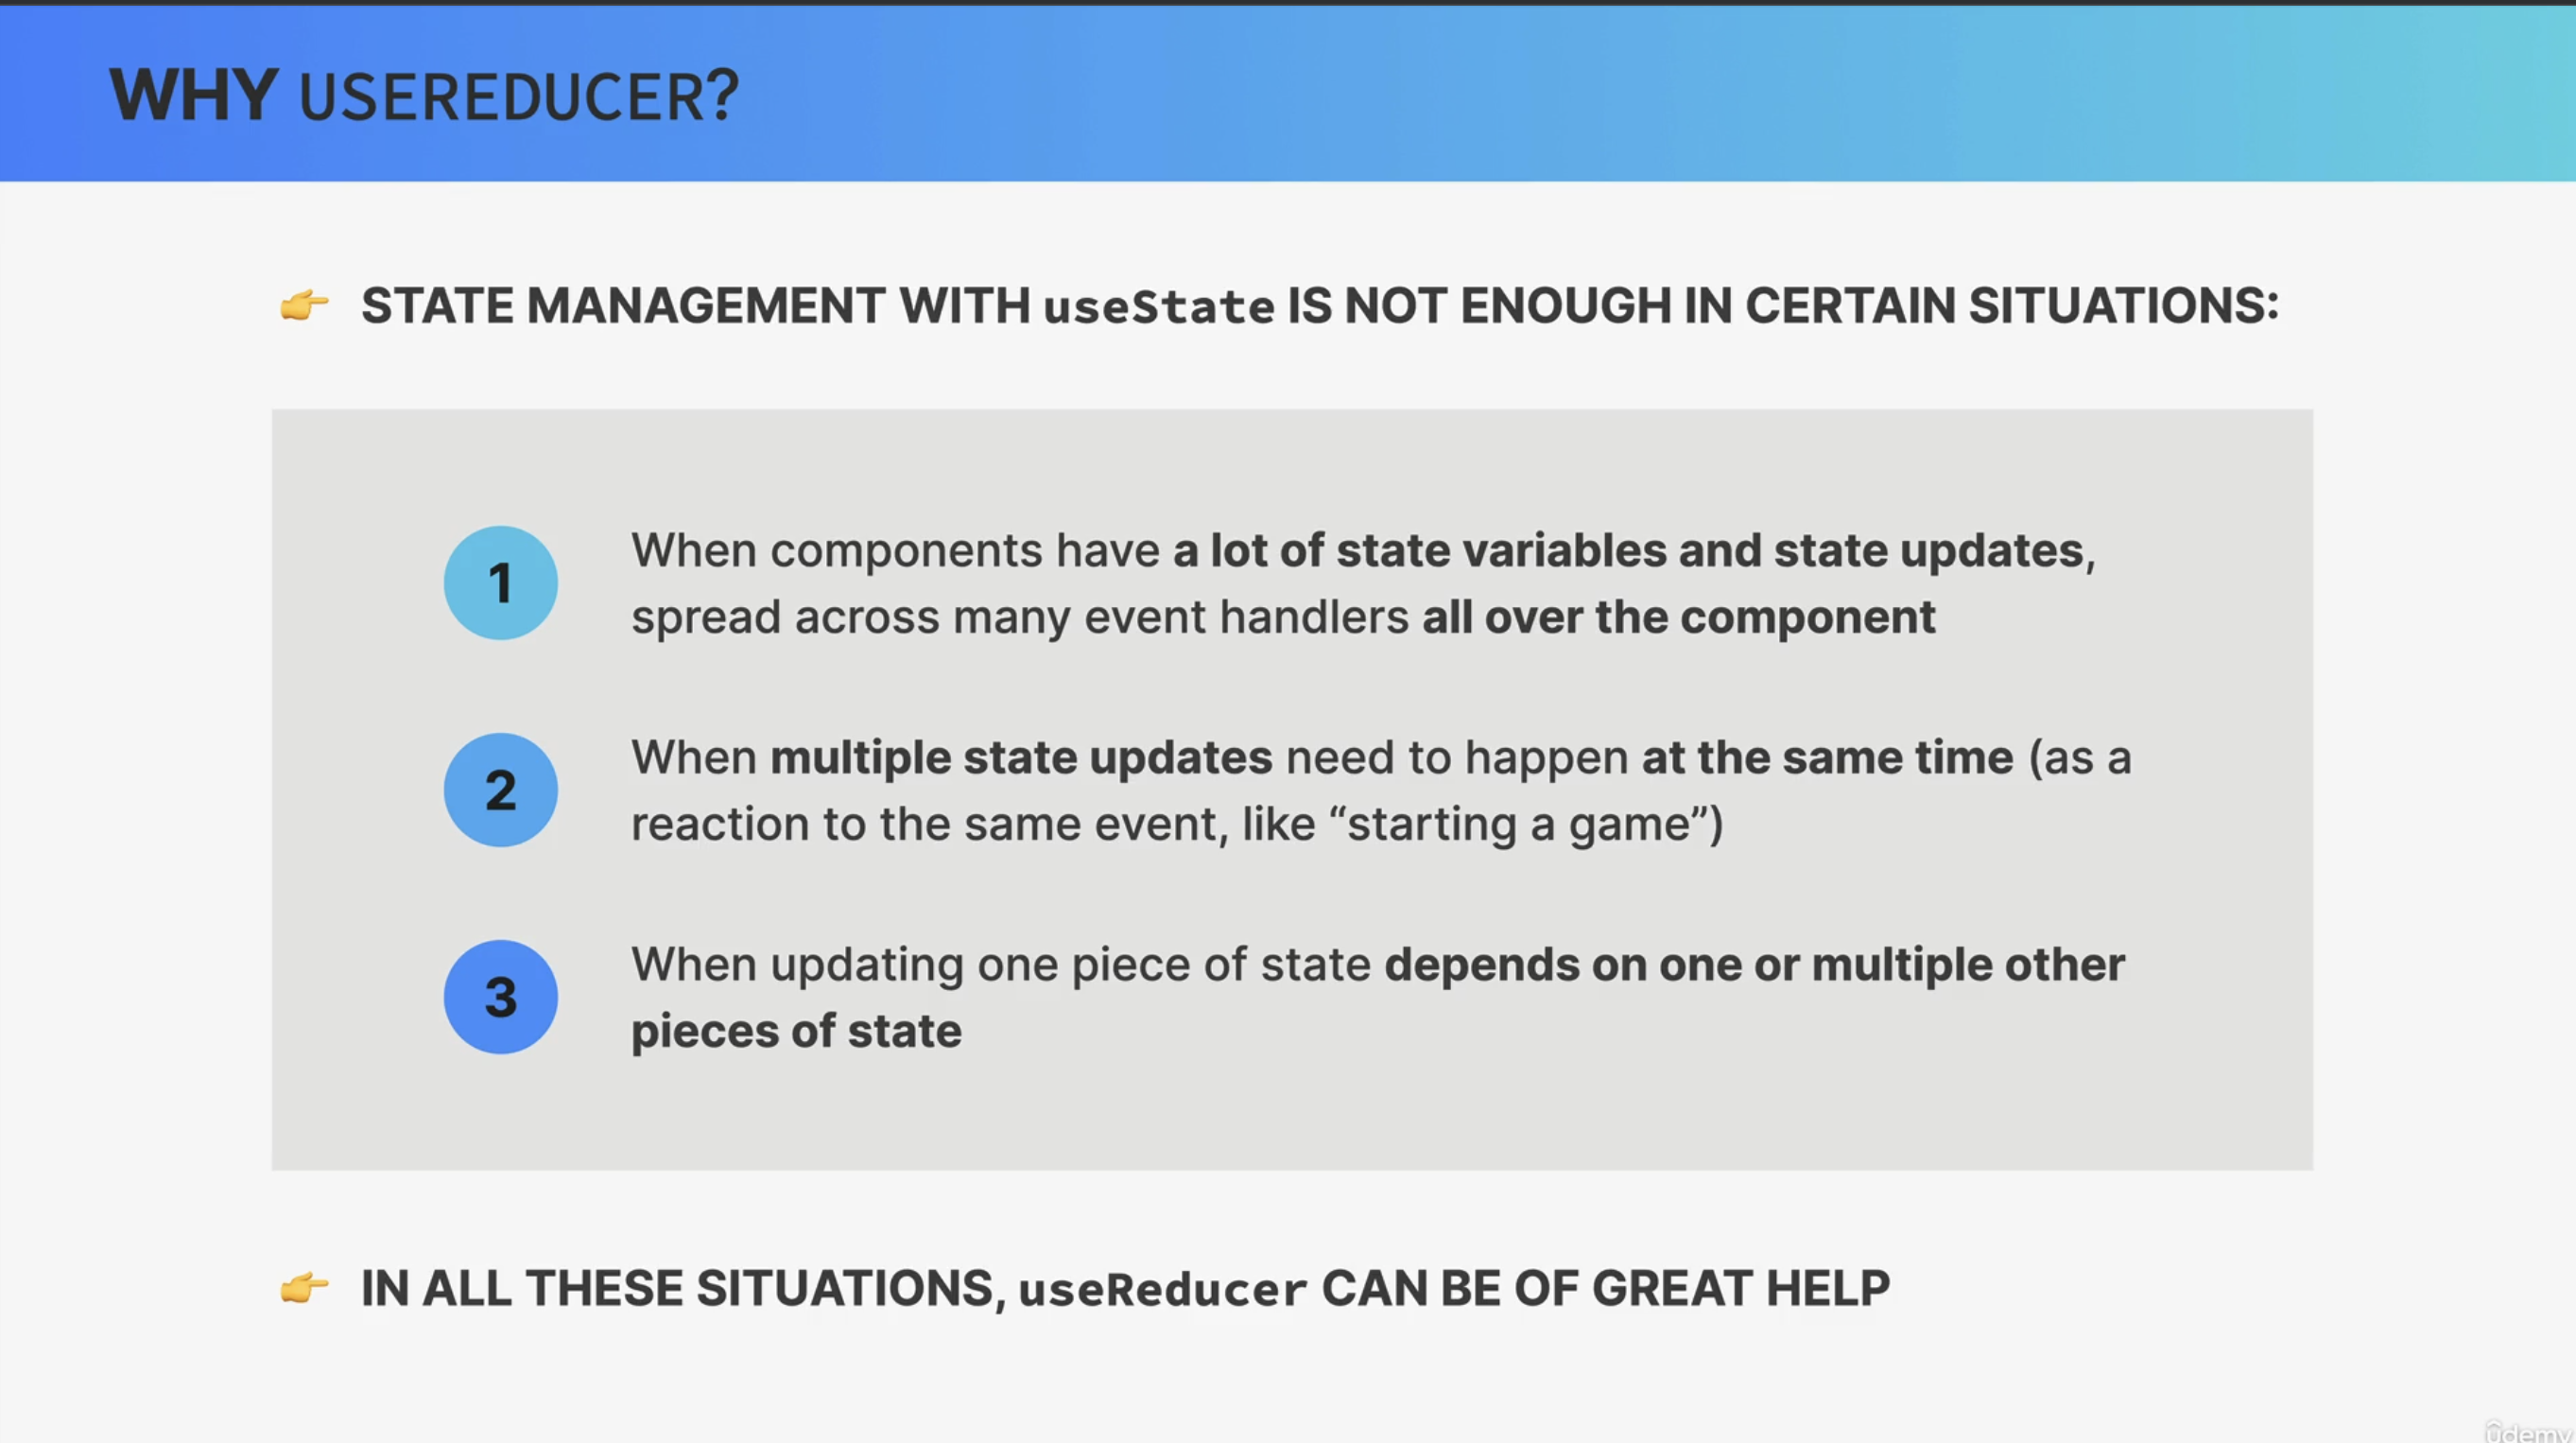 WHY USEREDUCER?
👉 STATE MANAGEMENT WITH useState IS NOT ENOUGH IN CERTAIN SITUATIONS:
1
When components have a lot of state variables and state updates,
spread across many event handlers all over the component
2
When multiple state updates need to happen at the same time (as a
reaction to the same event, like “starting a game”)
3
When updating one piece of state depends on one or multiple other
pieces of state
👉 IN ALL THESE SITUATIONS, useReducer CAN BE OF GREAT HELP
ûdemy